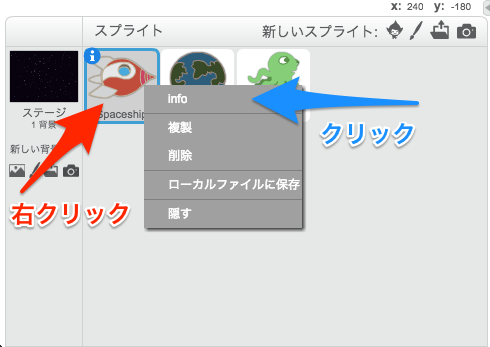 x: 240 y: -180
スプライト 新しいスプライト:
Spaceship
ステージ
1 背景
新しい背景
info
複製
削除
ローカルファイルに保存
隠す
右クリック
クリック